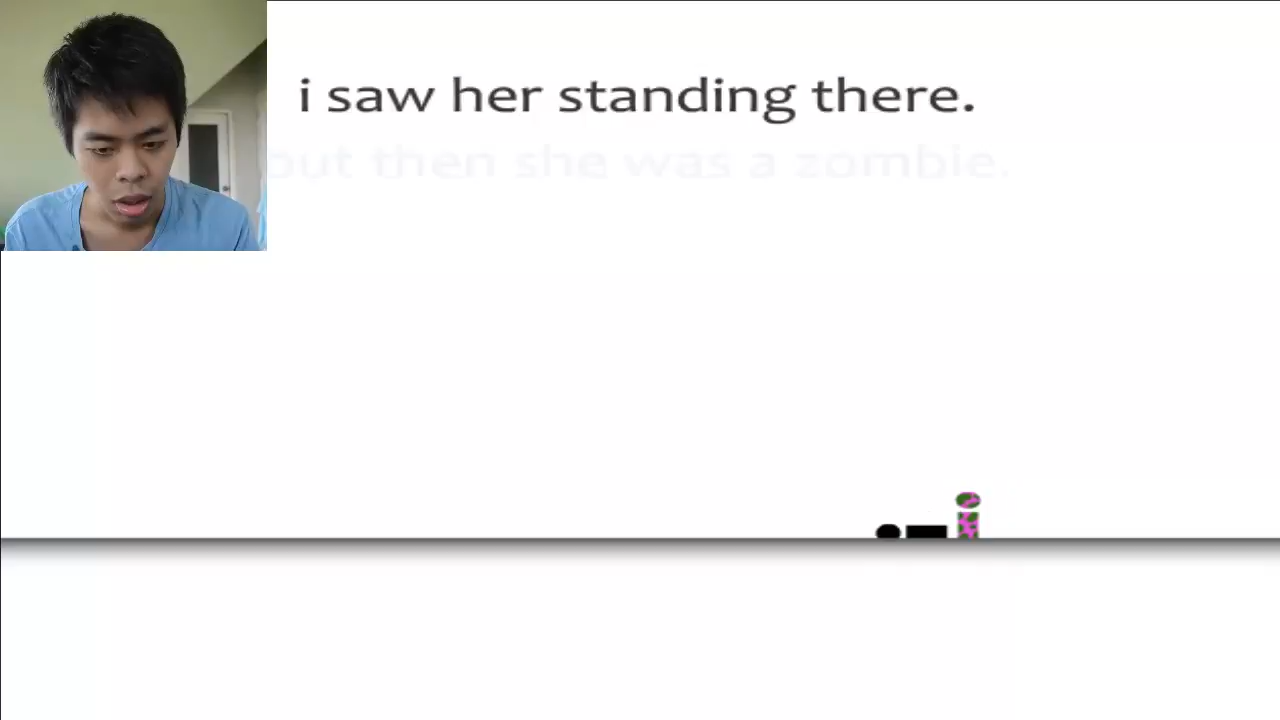 i saw her standing there.
but then she was a zombie.